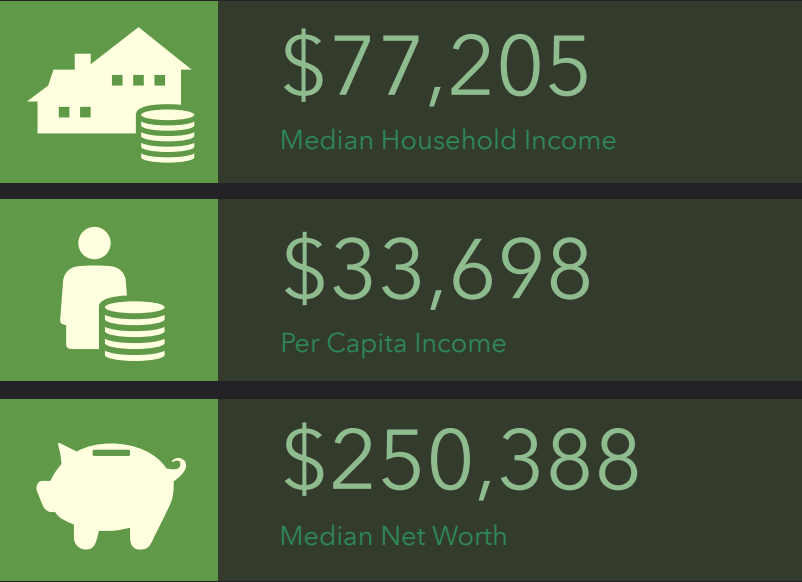 $77,205
Median Household Income
$33,698
Per Capita Income
$250,388
Median Net Worth